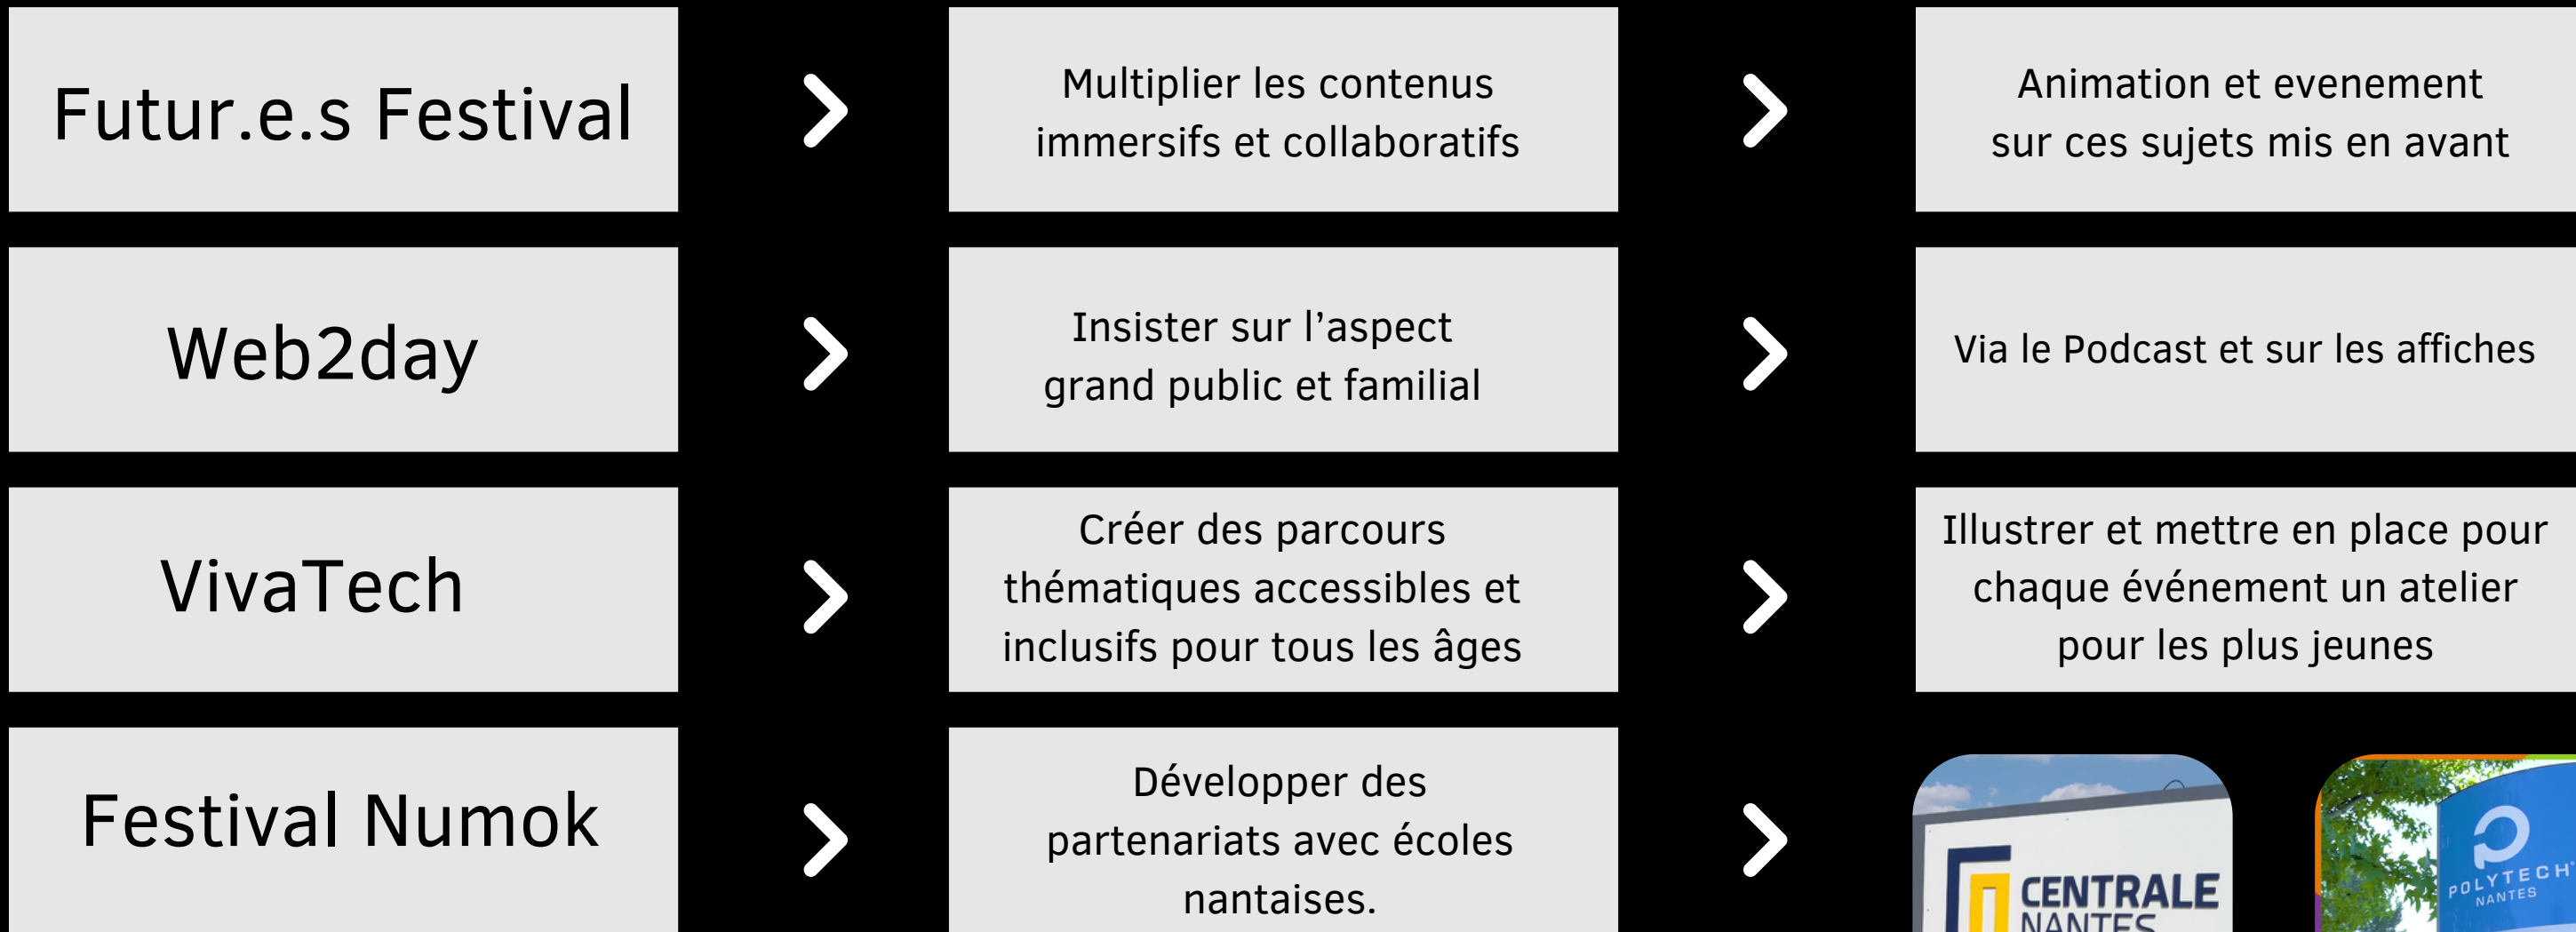 Futur.e.s Festival
Multiplier les contenus
immersifs et collaboratifs
Animation et evenement
sur ces sujets mis en avant
Web2day
Insister sur l’aspect
grand public et familial
Via le Podcast et sur les affiches
VivaTech
Créer des parcours
thématiques accessibles et
inclusifs pour tous les âges
Illustrer et mettre en place pour
chaque événement un atelier
pour les plus jeunes
Festival Numok
Développer des
partenariats avec écoles
nantaises.
CENTRALE
NANTES
POLYTECH
NANTES